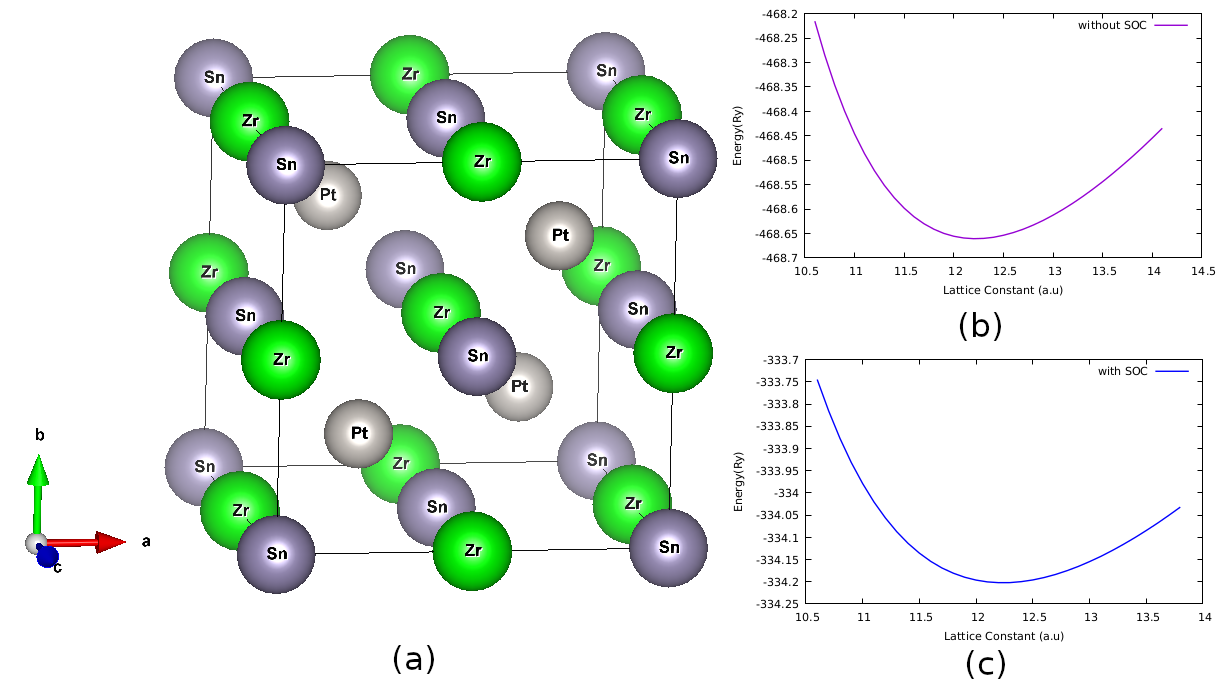 Sn Zr Sn
Zr Sn Zr
Sn Zr Sn
Pt
Pt
Zr Sn Zr
Sn Zr Sn
Zr Sn Zr
Pt
Pt
Sn Zr Sn
Zr Sn Zr
Sn Zr Sn
b
a
c
(a)
-468.2
-468.25
-468.3
-468.35
-468.4
-468.45
-468.5
-468.55
-468.6
-468.65
-468.7
Energy(Ry)
without SOC
10.5 11 11.5 12 12.5 13 13.5 14 14.5
Lattice Constant (a.u)
(b)
-333.7
-333.75
-333.8
-333.85
-333.9
-333.95
-334
-334.05
-334.1
-334.15
-334.2
-334.25
Energy(Ry)
with SOC
10.5 11 11.5 12 12.5 13 13.5 14
Lattice Constant (a.u)
(c)